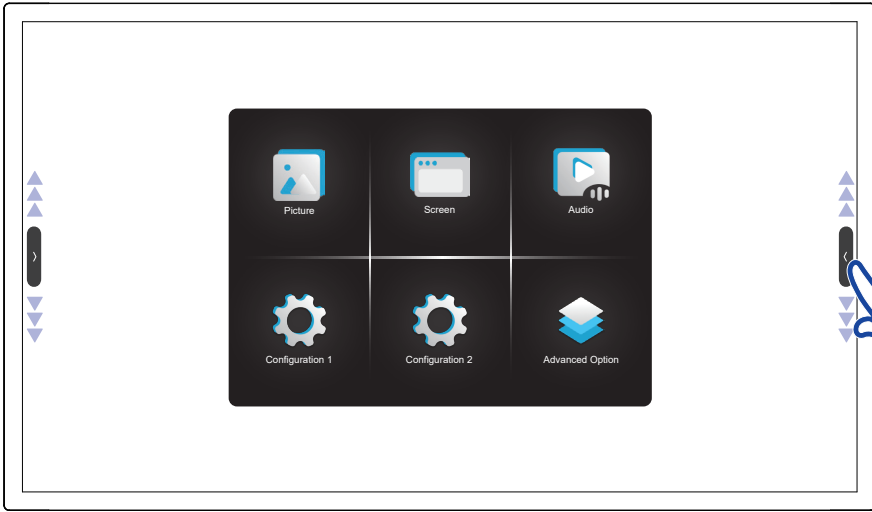 Picture
Screen
Audio
Configuration 1
Configuration 2
Advanced Option